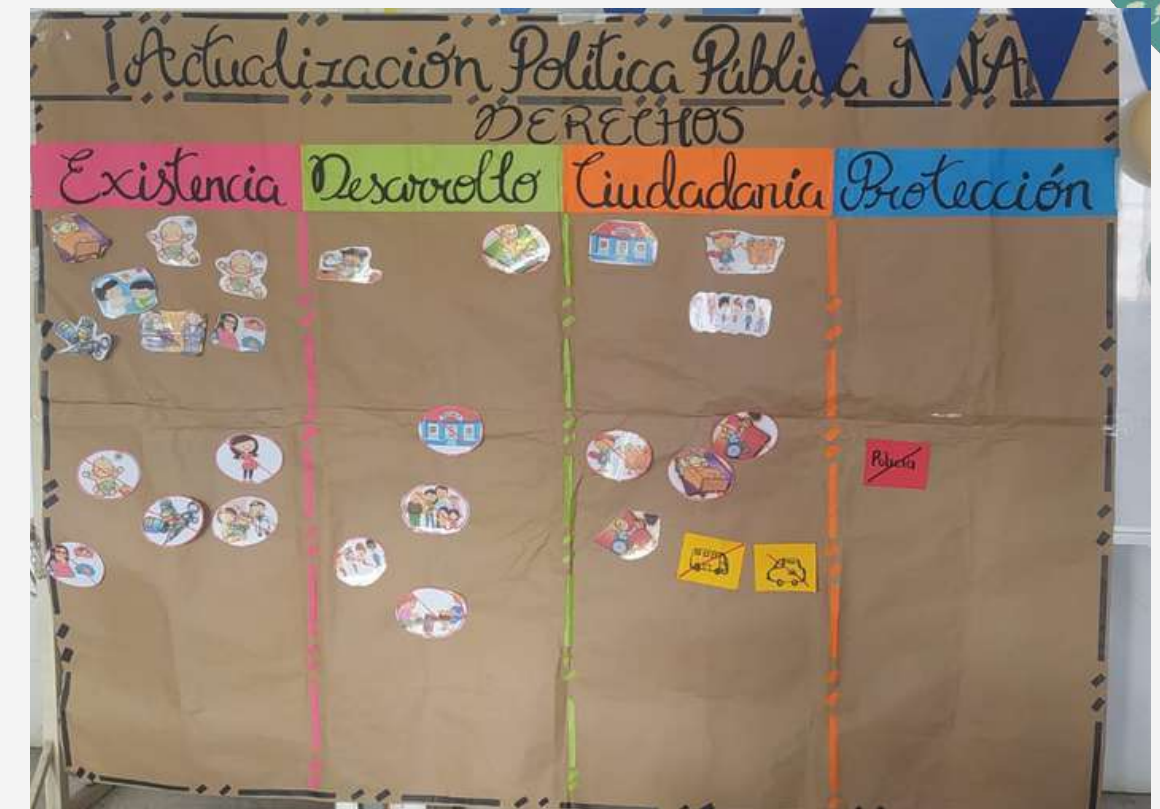 ¡Actualización Política Pública NNA!
DERECHOS
Existencia Desarrollo Ciudadanía Protección
Policía